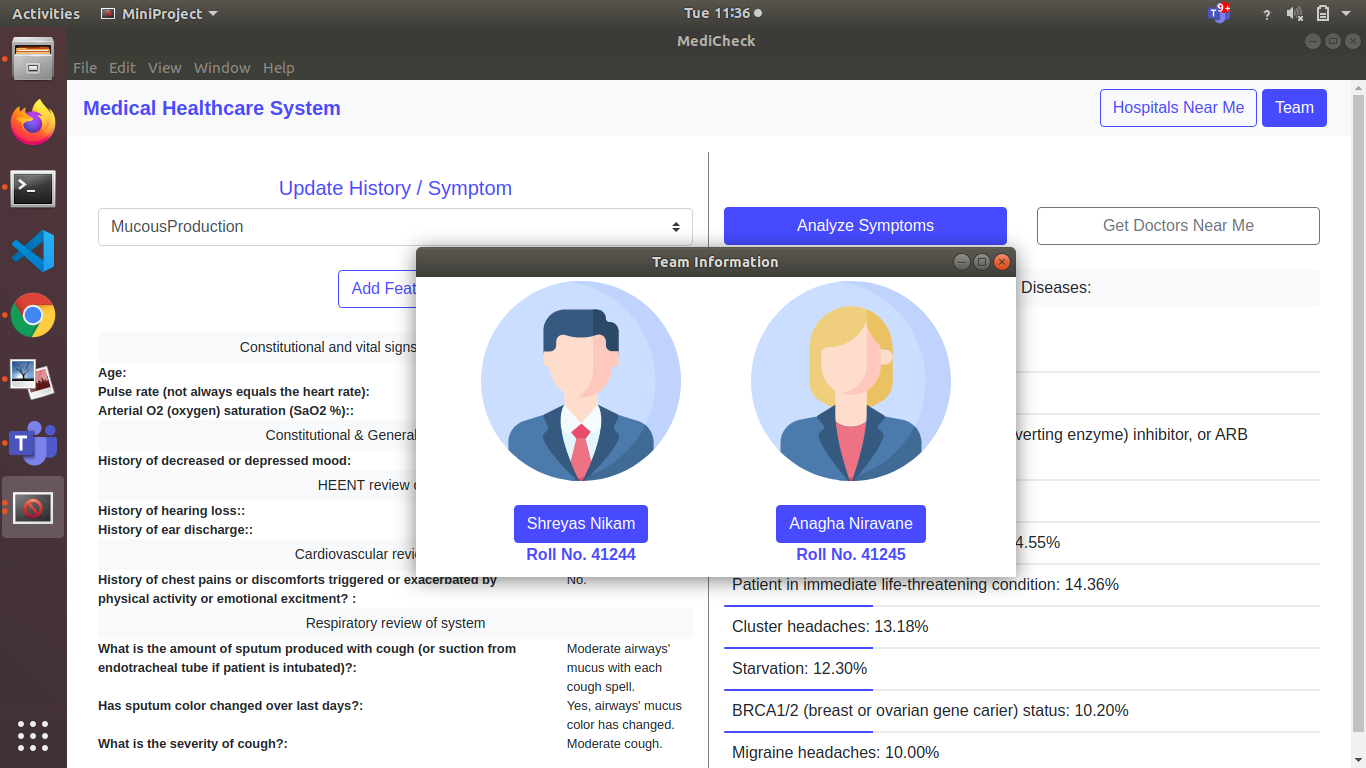 Activities MiniProject Tue 11:36 9+ ?
MediCheck
File Edit View Window Help
Medical Healthcare System Hospitals Near Me Team
Update History / Symptom
MucousProduction Analyze Symptoms Get Doctors Near Me
Team Information
Add Feat Diseases:
Constitutional and vital signs
Age:
Pulse rate (not always equals the heart rate):
Arterial O2 (oxygen) saturation (SaO2 %)::
Constitutional & General verting enzyme) inhibitor, or ARB
History of decreased or depressed mood:
HEENT review
History of hearing loss::
Shreyas Nikam Anagha Niravane
History of ear discharge::
Cardiovascular revi 4.55%
Roll No. 41244 Roll No. 41245
History of chest pains or discomforts triggered or exacerbated by No.
physical activity or emotional excitment? :
Patient in immediate life-threatening condition: 14.36%
Respiratory review of system Cluster headaches: 13.18%
What is the amount of sputum produced with cough (or suction from Moderate airways'
endotracheal tube if patient is intubated)?: mucus with each
cough spell.
Starvation: 12.30%
Has sputum color changed over last days?: Yes, airways' mucus
color has changed.
BRCA1/2 (breast or ovarian gene carier) status: 10.20%
What is the severity of cough?: Moderate cough.
Migraine headaches: 10.00%